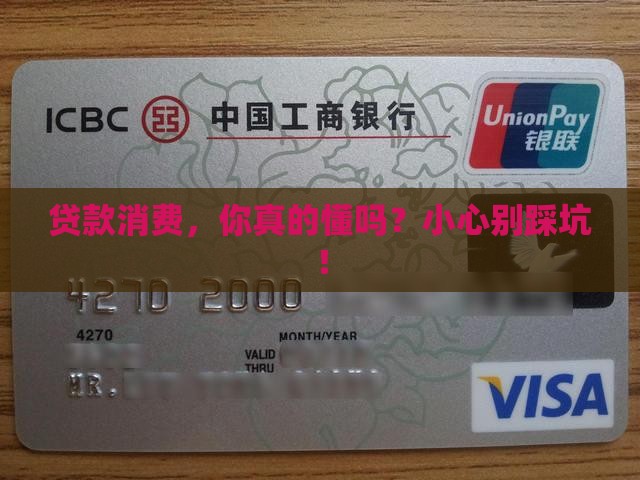 ICBC 中国工商银行
UnionPay
银联
贷款消费，你真的懂吗？小心别踩坑
！
4270 2000
4270
MONTH/YEAR
VALID
THRU
MR.
VISA